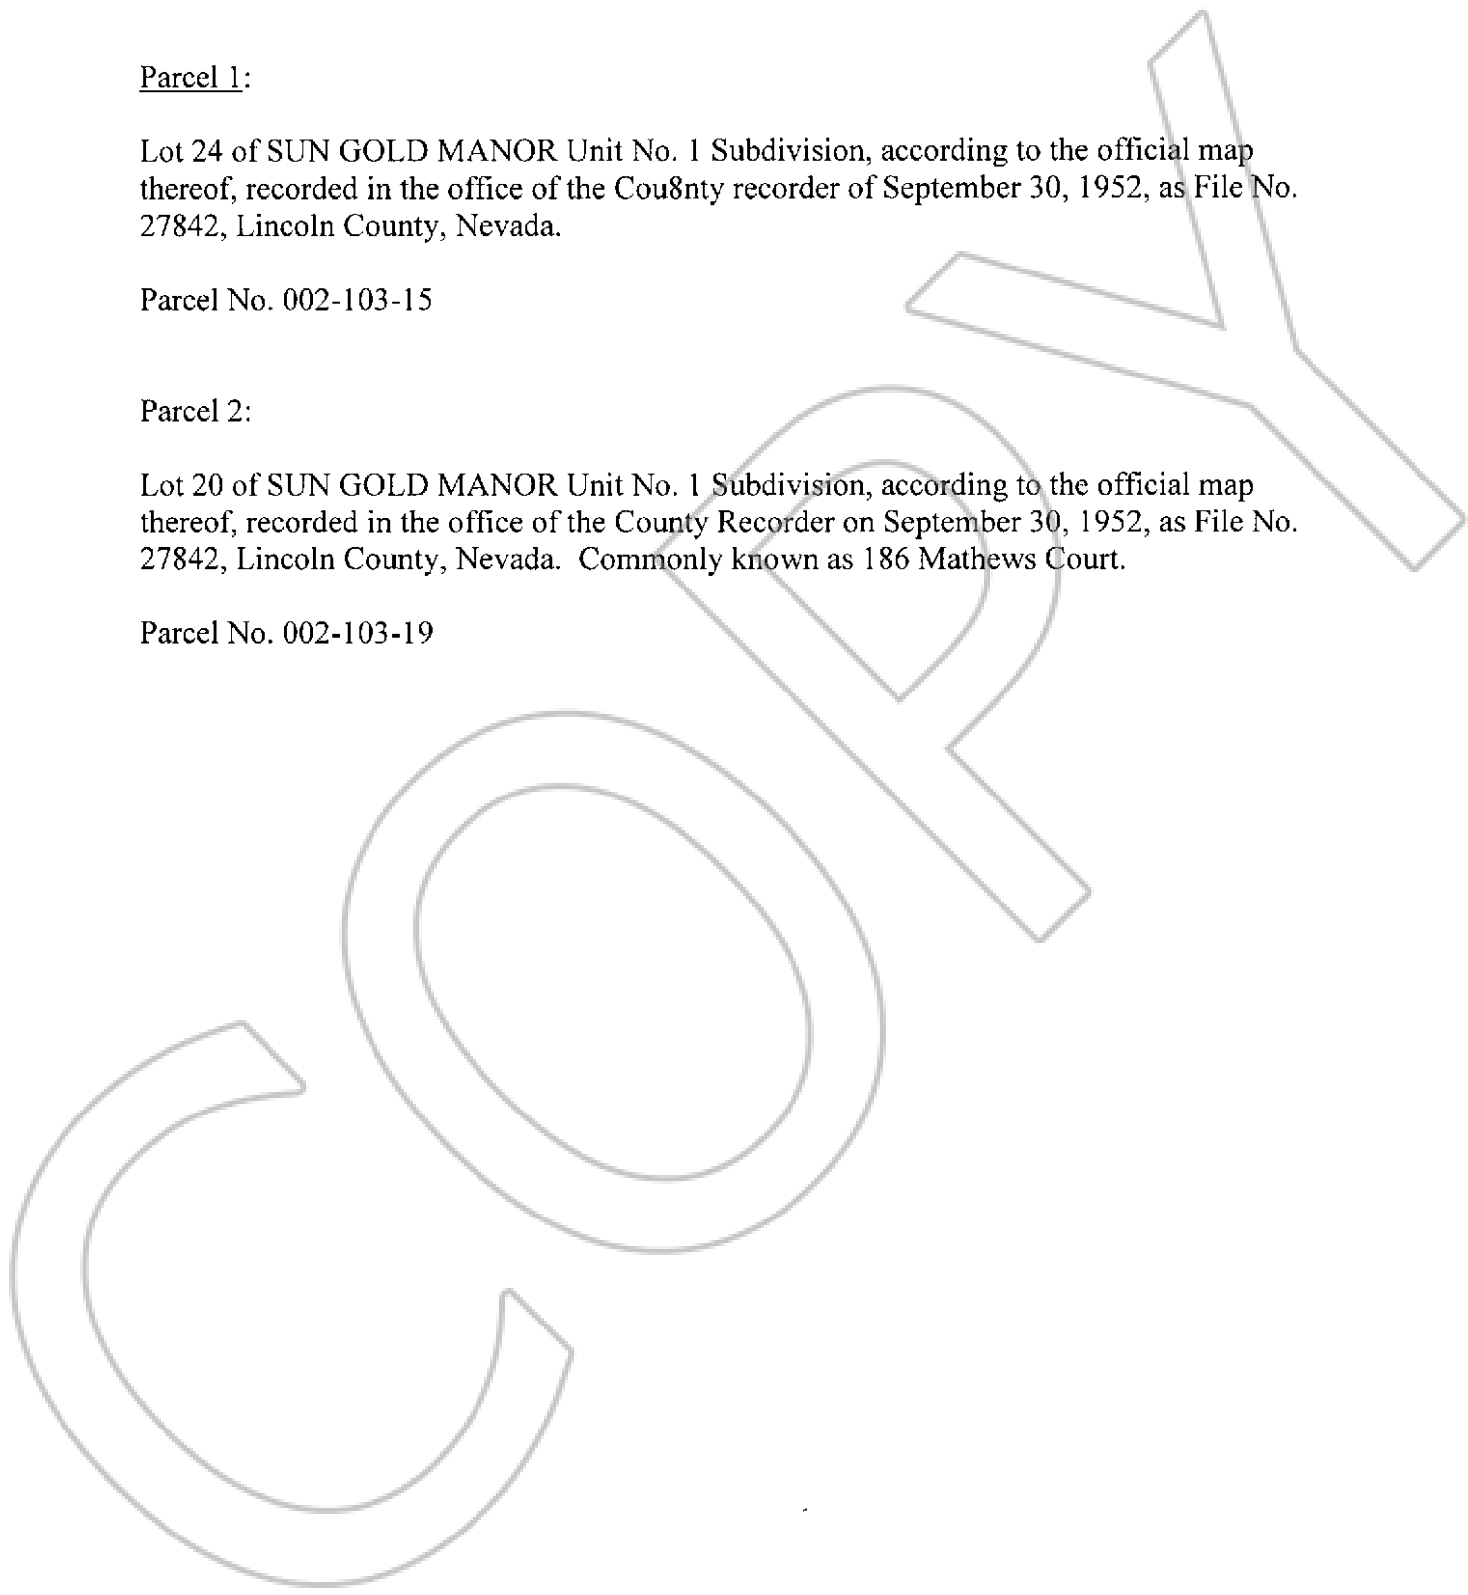 Parcel 1:
Lot 24 of SUN GOLD MANOR Unit No. 1 Subdivision, according to the official map
thereof, recorded in the office of the Cou8nty recorder of September 30, 1952, as File No.
27842, Lincoln County, Nevada.
Parcel No. 002-103-15
Parcel 2:
Lot 20 of SUN GOLD MANOR Unit No. 1 Subdivision, according to the official map
thereof, recorded in the office of the County Recorder on September 30, 1952, as File No.
27842, Lincoln County, Nevada.  Commonly known as 186 Mathews Court.
Parcel No. 002-103-19
COPY